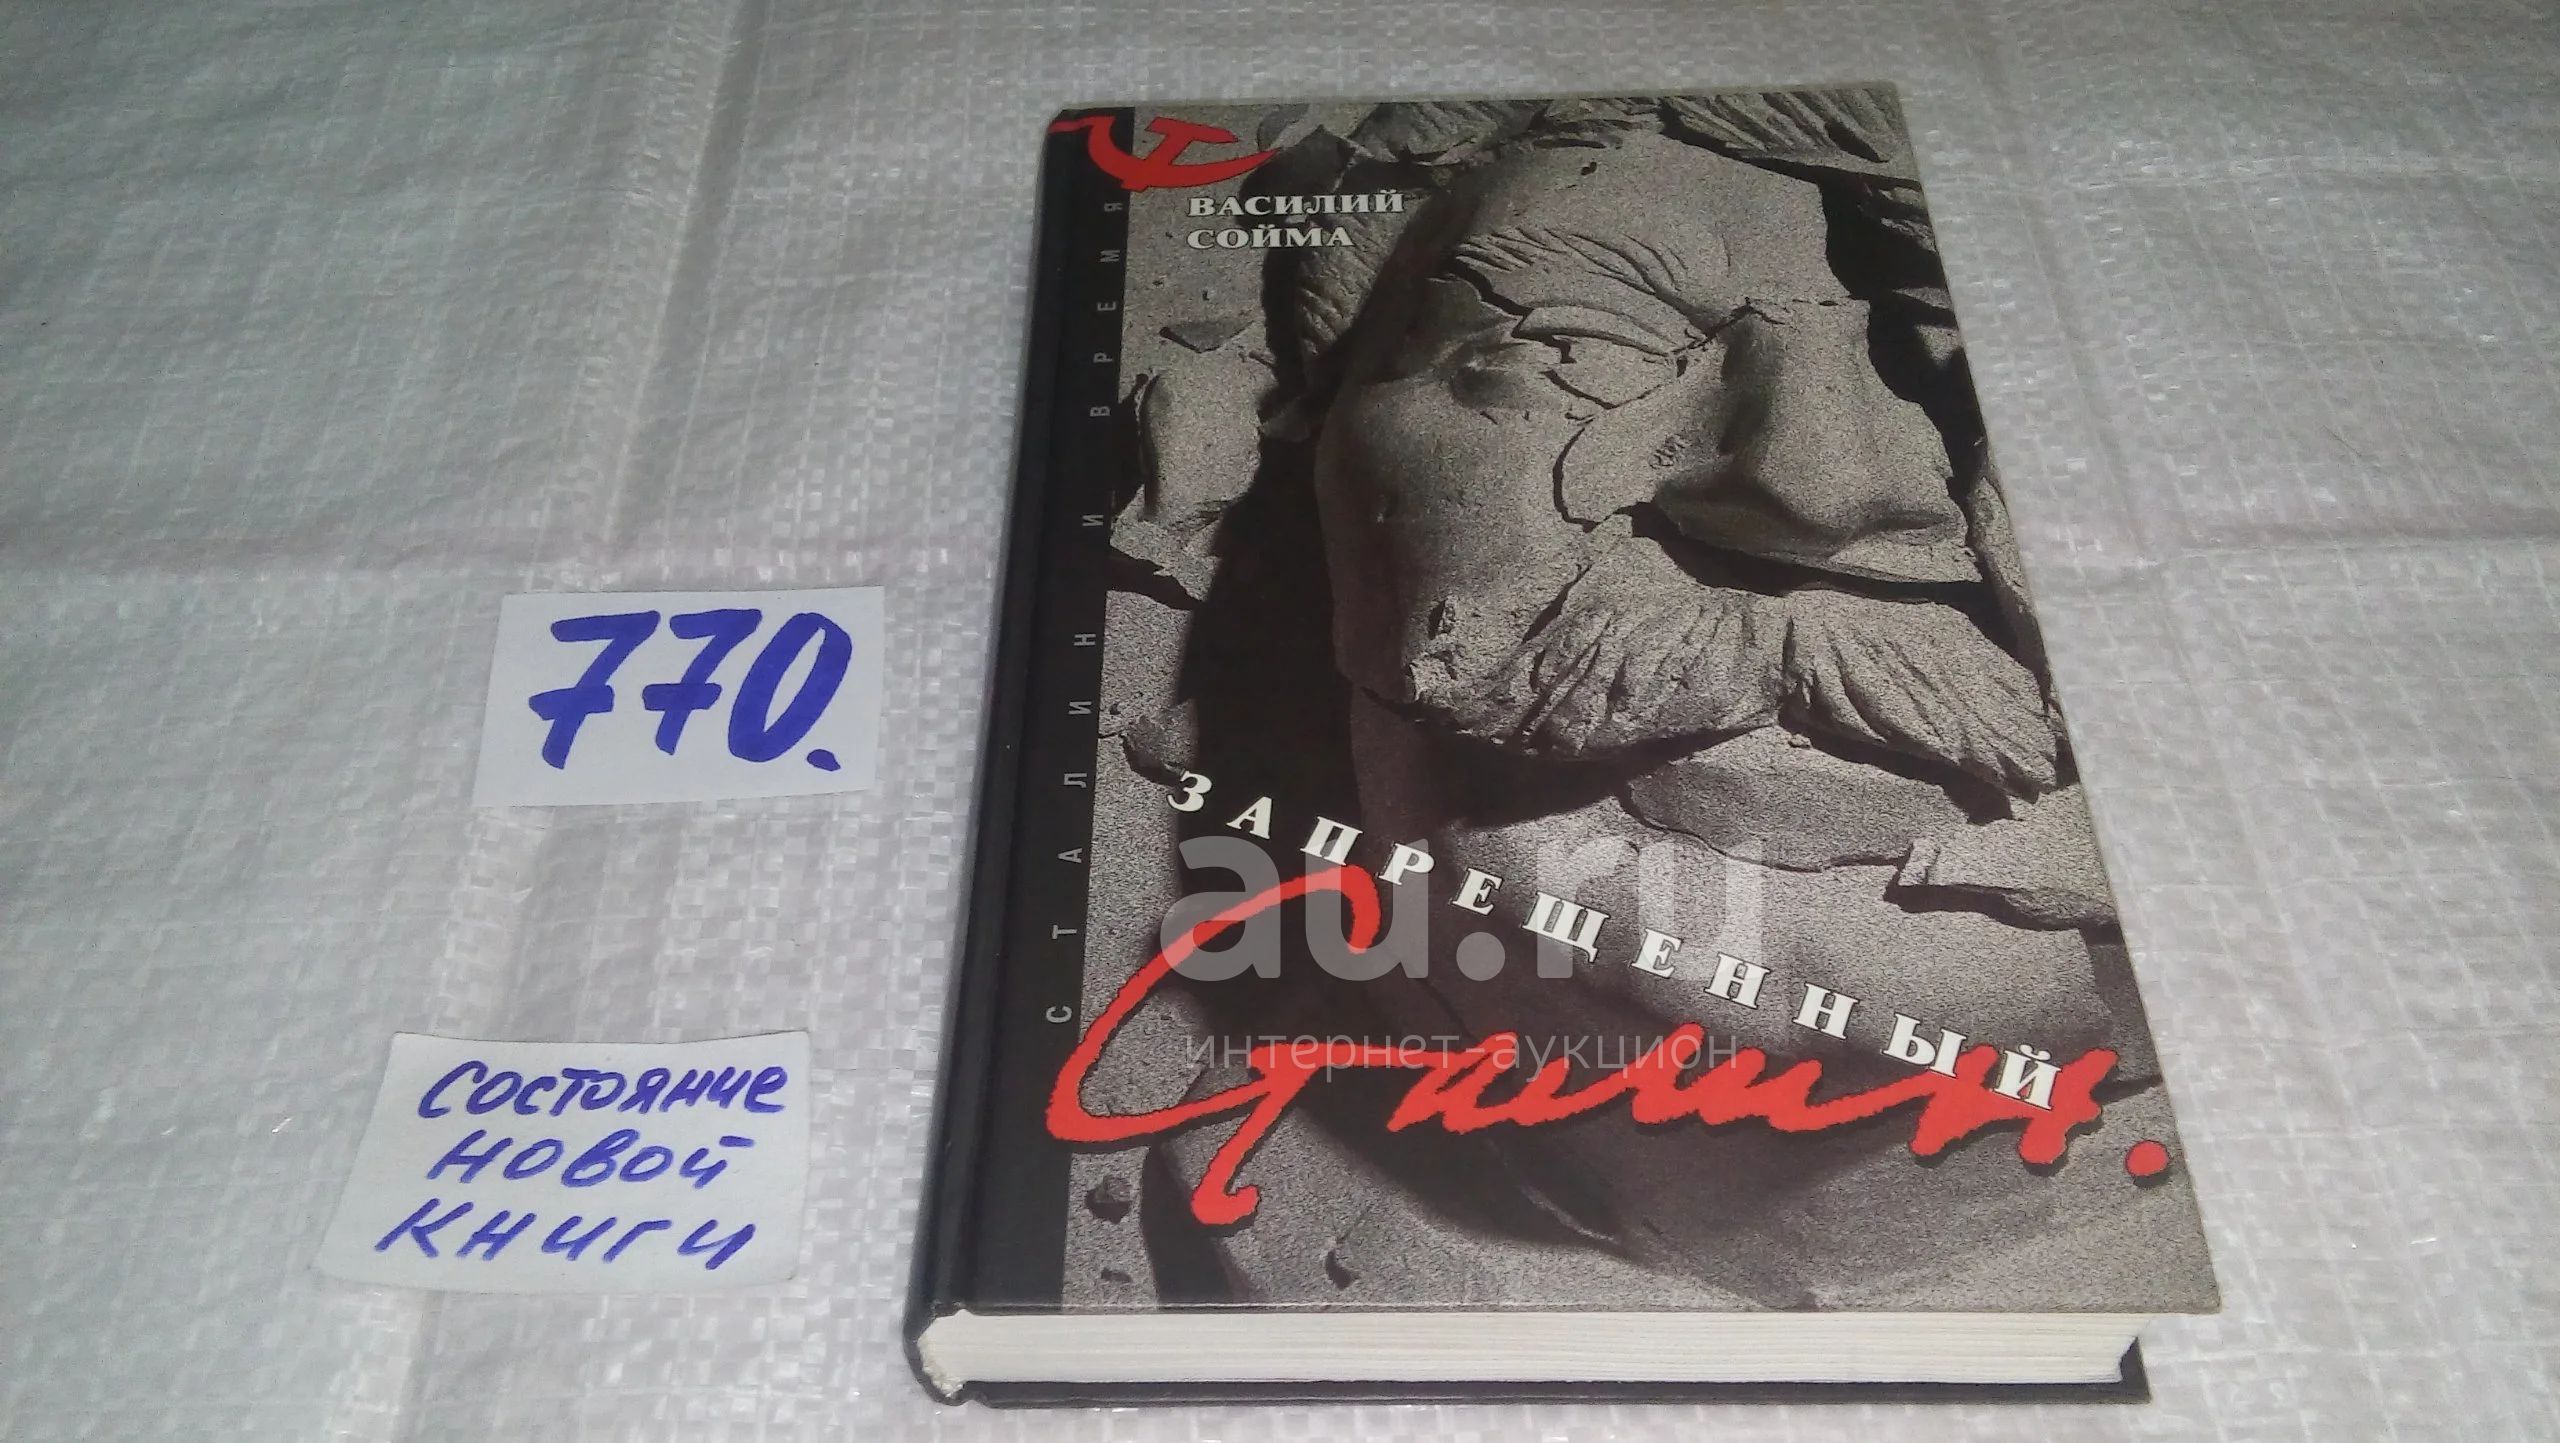 ВАСИЛИЙ
СОЙМА
СТАЛИН И ВРЕМЯ
ЗАПРЕЩЕННЫЙ
Сталин.
770.
состояние
новой
книги
au.ru
интернет-аукцион